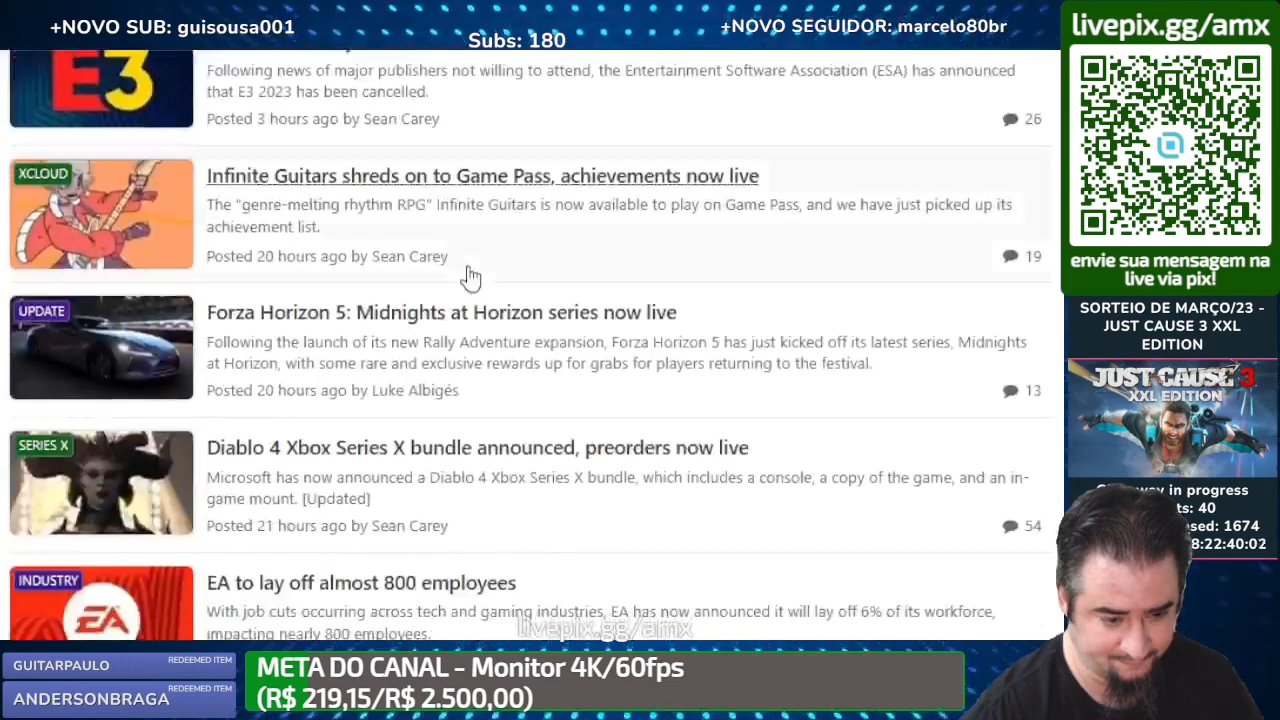 +NOVO SUB: guisousa001
Subs: 180
+NOVO SEGUIDOR: marcelo80br
livepix.gg/amx
E3
Following news of major publishers not willing to attend, the Entertainment Software Association (ESA) has announced
that E3 2023 has been cancelled.
Posted 3 hours ago by Sean Carey
26
XCLOUD
Infinite Guitars shreds on to Game Pass, achievements now live
The "genre-melting rhythm RPG" Infinite Guitars is now available to play on Game Pass, and we have just picked up its
achievement list.
Posted 20 hours ago by Sean Carey
19
UPDATE
Forza Horizon 5: Midnights at Horizon series now live
Following the launch of its new Rally Adventure expansion, Forza Horizon 5 has just kicked off its latest series, Midnights
at Horizon, with some rare and exclusive rewards up for grabs for players returning to the festival.
Posted 20 hours ago by Luke Albigés
13
SERIES X
Diablo 4 Xbox Series X bundle announced, preorders now live
Microsoft has now announced a Diablo 4 Xbox Series X bundle, which includes a console, a copy of the game, and an in-
game mount. [Updated]
Posted 21 hours ago by Sean Carey
54
INDUSTRY
EA
EA to lay off almost 800 employees
With job cuts occurring across tech and gaming industries, EA has now announced it will lay off 6% of its workforce,
impacting nearly 800 employees.
livepix.gg/amx
envie sua mensagem na
live via pix!
SORTEIO DE MARÇO/23 -
JUST CAUSE 3 XXL
EDITION
JUST CAUSE 3
XXL EDITION
in progress
: 40
: 1674
8:22:40:02
GUITARPAULO
REDEEMED ITEM
ANDERSONBRAGA
REDEEMED ITEM
META DO CANAL - Monitor 4K/60fps
(R$ 219,15/R$ 2.500,00)